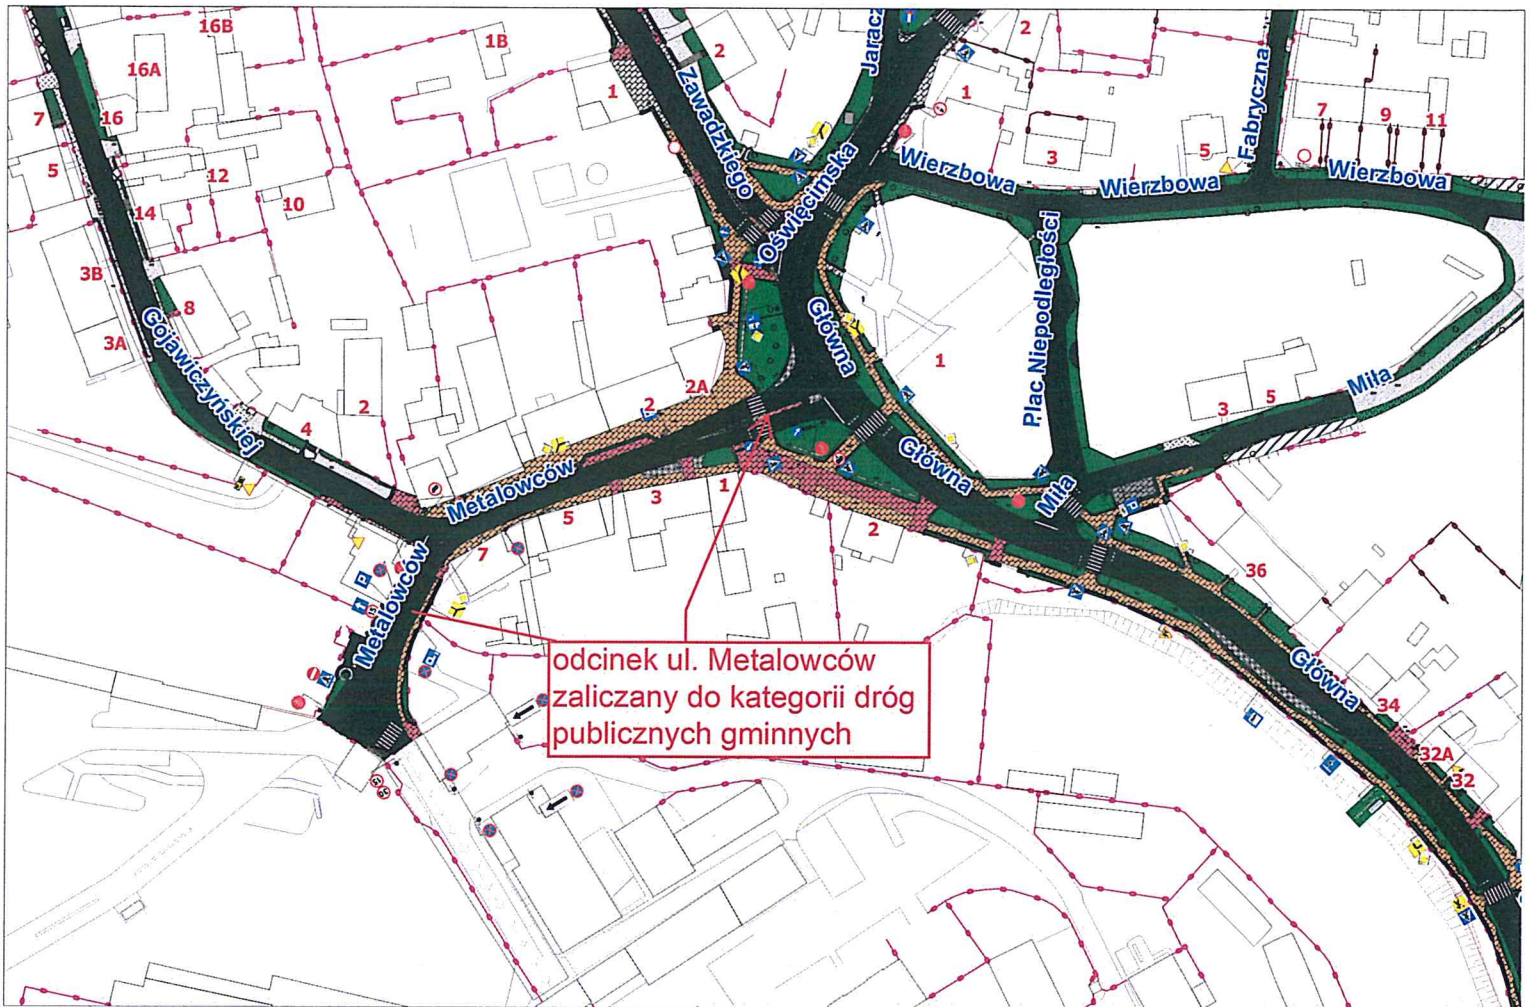 16B
1B
2
Jaracz
2
16A
1
Zawadzkiego
1
Fabryczna
7
9
11
7
16
5
Oświęcimska
Wierzbowa
3
5
Wierzbowa
Wierzbowa
12
10
14
3B
8
3A
Gojawiczyńskiej
Główna
Plac Niepodległości
1
2A
2
2
4
Miła
5
3
Główna
Metalowców
1
3
5
7
2
Miła
36
Metalowców
P
odcinek ul. Metalowców
zaliczany do kategorii dróg
publicznych gminnych
Główna
34
32A
32